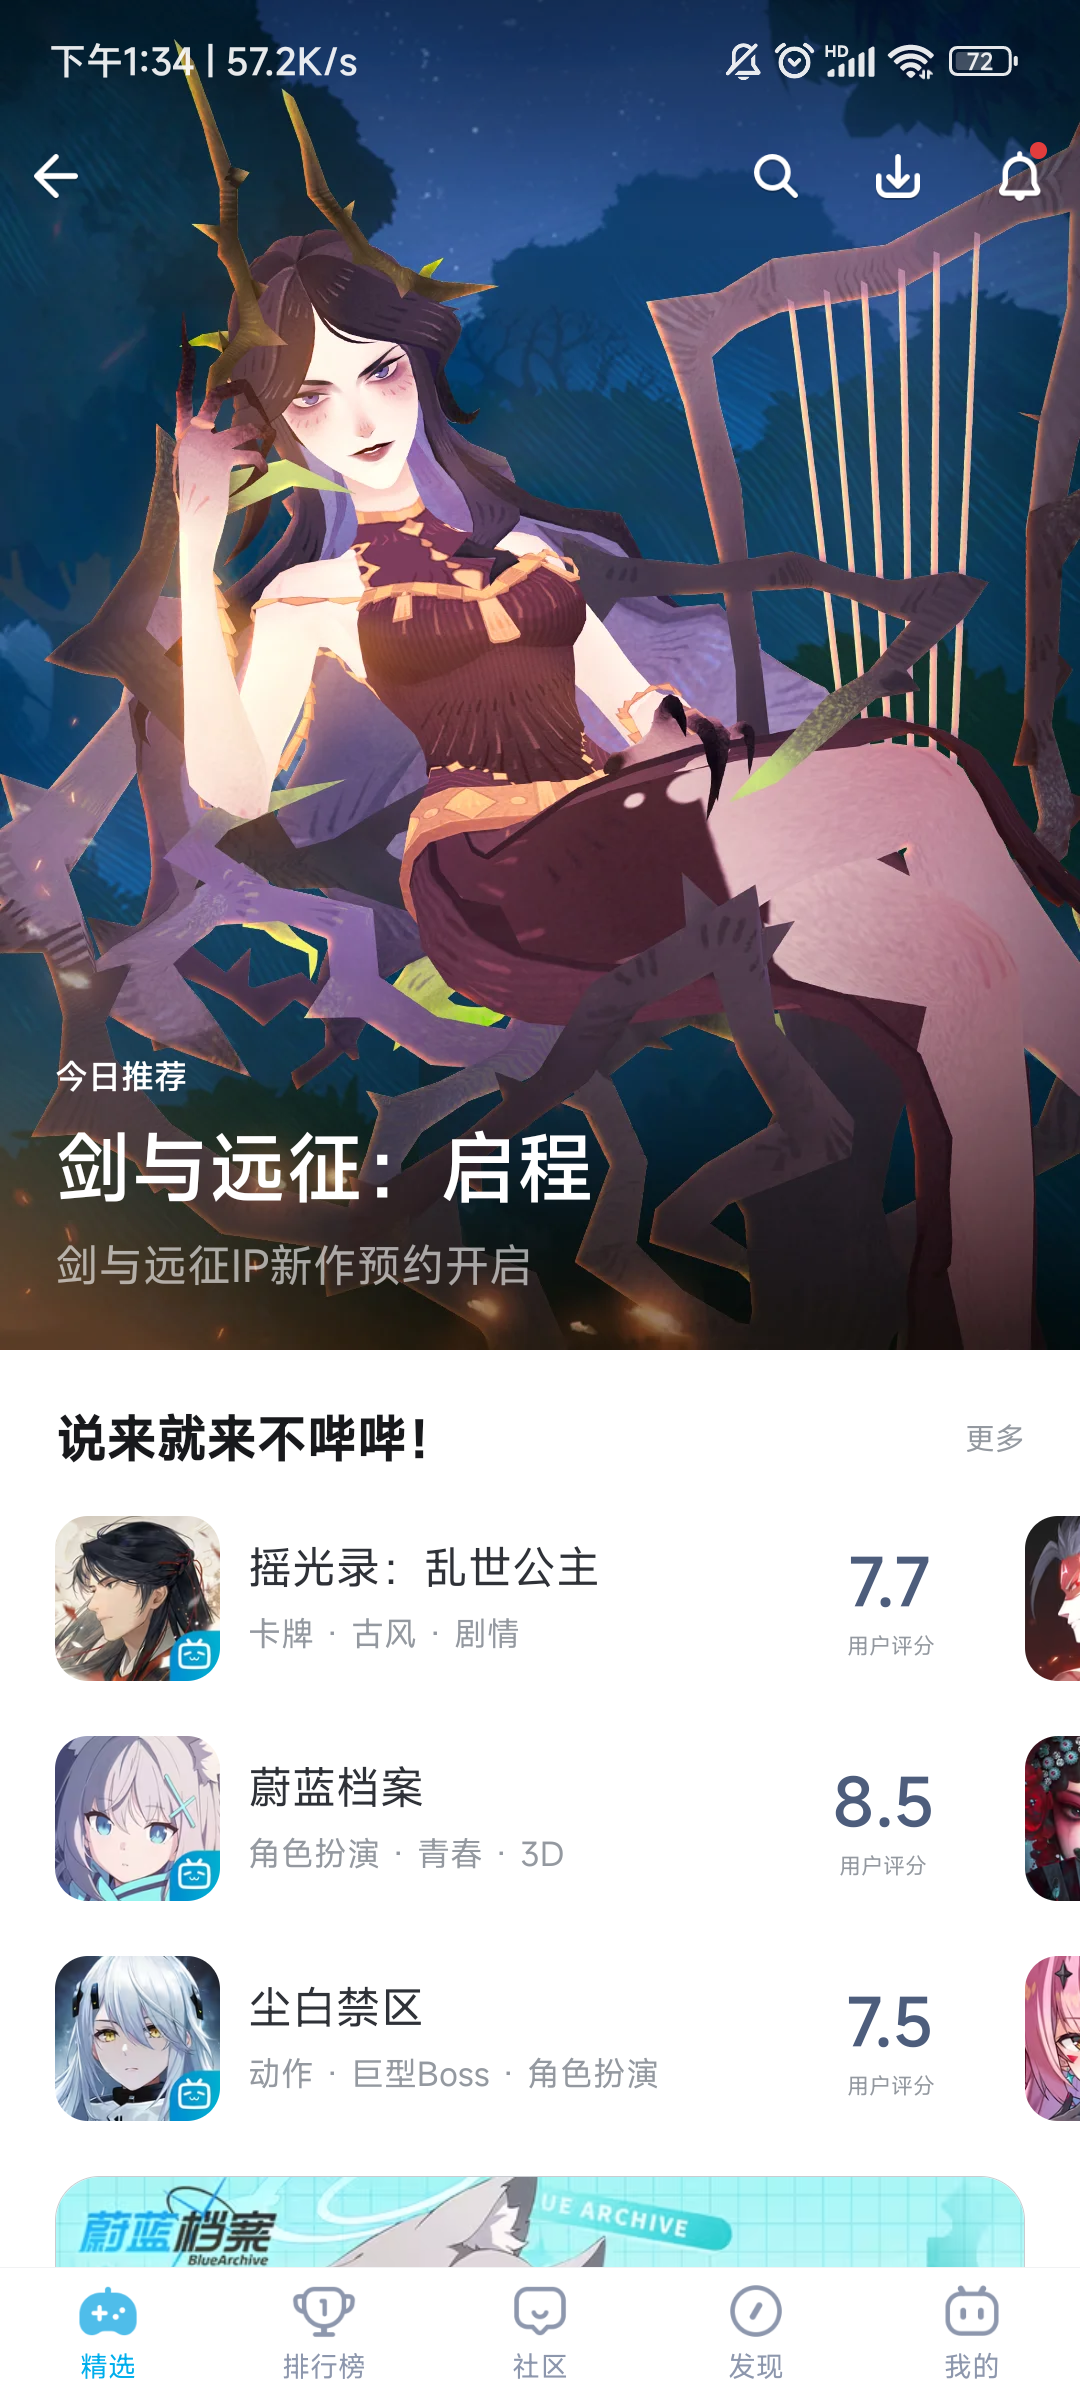 下午1:34 | 57.2K/s
HD
72
今日推荐
剑与远征：启程
剑与远征IP新作预约开启
说来就来不哔哔！
更多
摇光录：乱世公主
卡牌 · 古风 · 剧情
7.7
用户评分
蔚蓝档案
角色扮演 · 青春 · 3D
8.5
用户评分
尘白禁区
动作 · 巨型Boss · 角色扮演
7.5
用户评分
蔚蓝档案
BlueArchive
UE ARCHIVE
精选
排行榜
社区
发现
我的